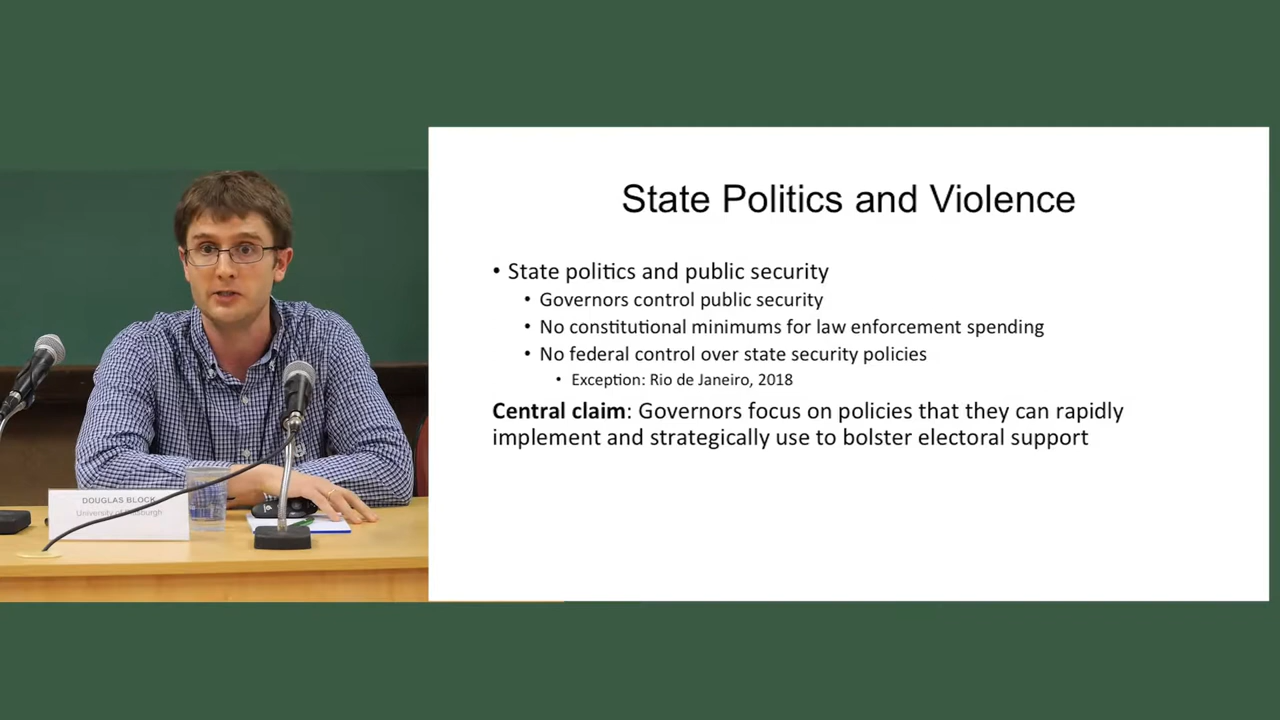 State Politics and Violence
• State politics and public security
• Governors control public security
• No constitutional minimums for law enforcement spending
• No federal control over state security policies
• Exception: Rio de Janeiro, 2018
Central claim: Governors focus on policies that they can rapidly
implement and strategically use to bolster electoral support
DOUGLAS BLOCK
University of